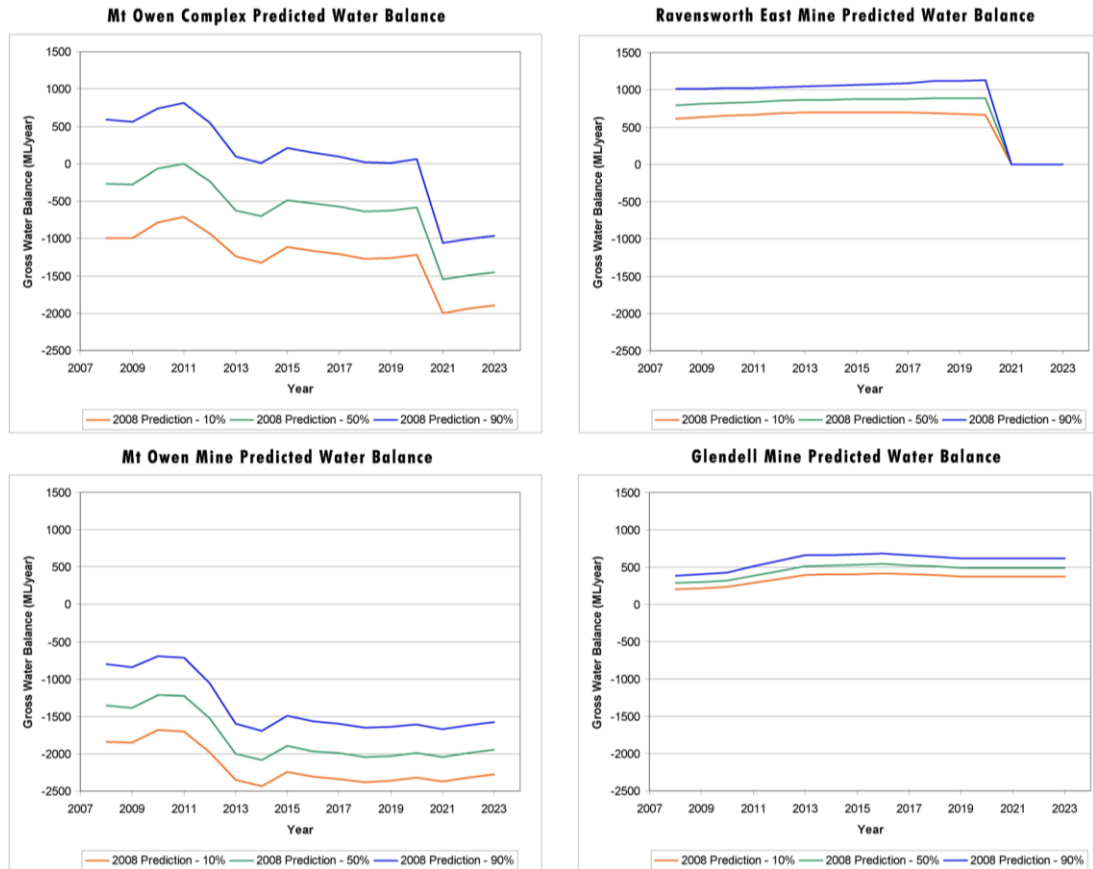 Mt Owen Complex Predicted Water Balance
Gross Water Balance (ML/year)
1500
1000
500
0
-500
-1000
-1500
-2000
-2500
2007 2009 2011 2013 2015 2017 2019 2021 2023
Year
2008 Prediction - 10% 2008 Prediction - 50% 2008 Prediction - 90%
Ravensworth East Mine Predicted Water Balance
Gross Water Balance (ML/year)
1500
1000
500
0
-500
-1000
-1500
-2000
-2500
2007 2009 2011 2013 2015 2017 2019 2021 2023
Year
2008 Prediction - 10% 2008 Prediction - 50% 2008 Prediction - 90%
Mt Owen Mine Predicted Water Balance
Gross Water Balance (ML/year)
1500
1000
500
0
-500
-1000
-1500
-2000
-2500
2007 2009 2011 2013 2015 2017 2019 2021 2023
Year
2008 Prediction - 10% 2008 Prediction - 50% 2008 Prediction - 90%
Glendell Mine Predicted Water Balance
Gross Water Balance (ML/year)
1500
1000
500
0
-500
-1000
-1500
-2000
-2500
2007 2009 2011 2013 2015 2017 2019 2021 2023
Year
2008 Prediction - 10% 2008 Prediction - 50% 2008 Prediction - 90%